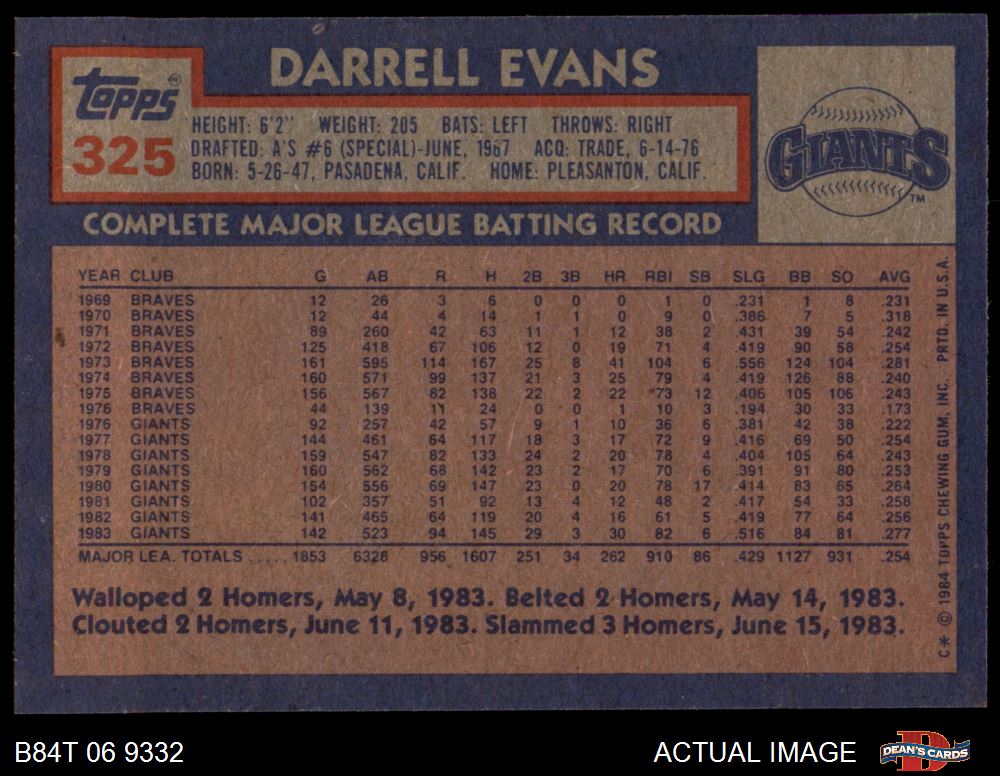 DARRELL EVANS
Topps®
325
HEIGHT: 6'2" WEIGHT: 205 BATS: LEFT THROWS: RIGHT
DRAFTED: A'S #6 (SPECIAL)-JUNE, 1967 ACQ: TRADE, 6-14-76
BORN: 5-26-47, PASADENA, CALIF. HOME: PLEASANTON, CALIF.
GIANTS
TM
COMPLETE MAJOR LEAGUE BATTING RECORD
YEAR CLUB G AB R H 2B 3B HR RBI SB SLG BB SO AVG
1969 BRAVES 12 26 3 6 0 0 0 1 0 .231 1 8 .231
1970 BRAVES 12 44 4 14 1 1 0 9 0 .386 7 5 .318
1971 BRAVES 89 260 42 63 11 1 12 38 2 .431 39 54 .242
1972 BRAVES 125 418 67 106 12 0 19 71 4 .419 90 58 .254
1973 BRAVES 161 595 114 167 25 8 41 104 6 .556 124 104 .281
1974 BRAVES 160 571 99 137 21 3 25 79 4 .419 126 88 .240
1975 BRAVES 156 567 82 138 22 2 22 73 12 .406 105 106 .243
1976 BRAVES 44 139 11 24 0 0 1 10 3 .194 30 33 .173
1976 GIANTS 92 257 42 57 9 1 10 36 6 .381 42 38 .222
1977 GIANTS 144 461 64 117 18 3 17 72 9 .416 69 50 .254
1978 GIANTS 159 547 82 133 24 2 20 78 4 .404 105 64 .243
1979 GIANTS 160 562 68 142 23 2 17 70 6 .391 91 80 .253
1980 GIANTS 154 556 69 147 23 0 20 78 17 .414 83 65 .264
1981 GIANTS 102 357 51 92 13 4 12 48 2 .417 54 33 .258
1982 GIANTS 141 465 64 119 20 4 16 61 5 .419 77 64 .256
1983 GIANTS 142 523 94 145 29 3 30 82 6 .516 84 81 .277
MAJOR LEA. TOTALS ..... 1853 6328 956 1607 251 34 262 910 86 .429 1127 931 .254
Walloped 2 Homers, May 8, 1983. Belted 2 Homers, May 14, 1983.
Clouted 2 Homers, June 11, 1983. Slammed 3 Homers, June 15, 1983.
C* © 1984 TOPPS CHEWING GUM, INC. PRTD. IN U.S.A.
B84T 06 9332
ACTUAL IMAGE
DEAN'S CARDS